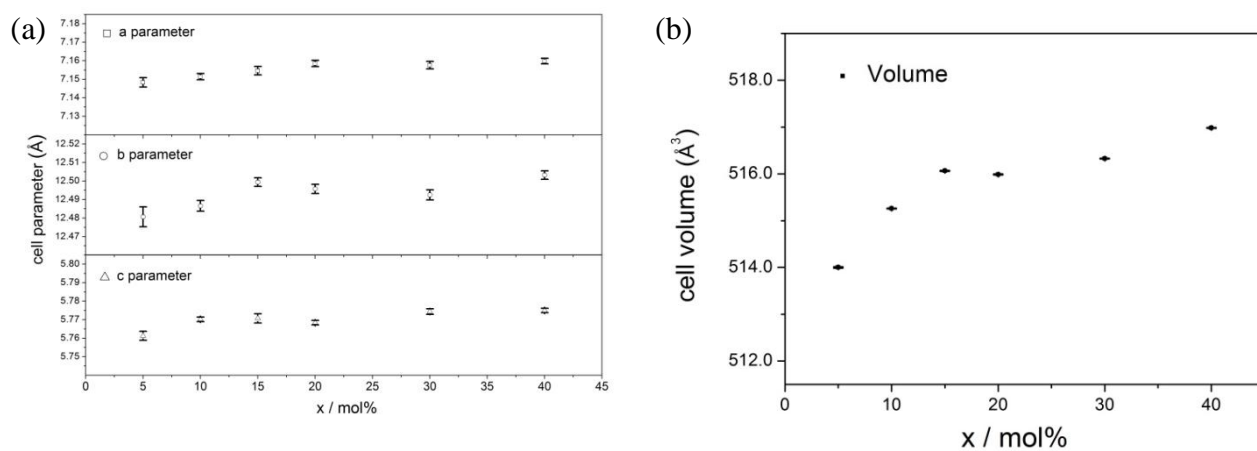 (a)
a parameter
7.18
7.17
7.16
7.15
7.14
7.13
b parameter
12.52
12.51
12.50
12.49
12.48
12.47
c parameter
5.80
5.79
5.78
5.77
5.76
5.75
cell parameter (Å)
0 5 10 15 20 25 30 35 40 45
x / mol%
(b)
Volume
518.0
516.0
514.0
512.0
cell volume (Å³)
0 10 20 30 40
x / mol%